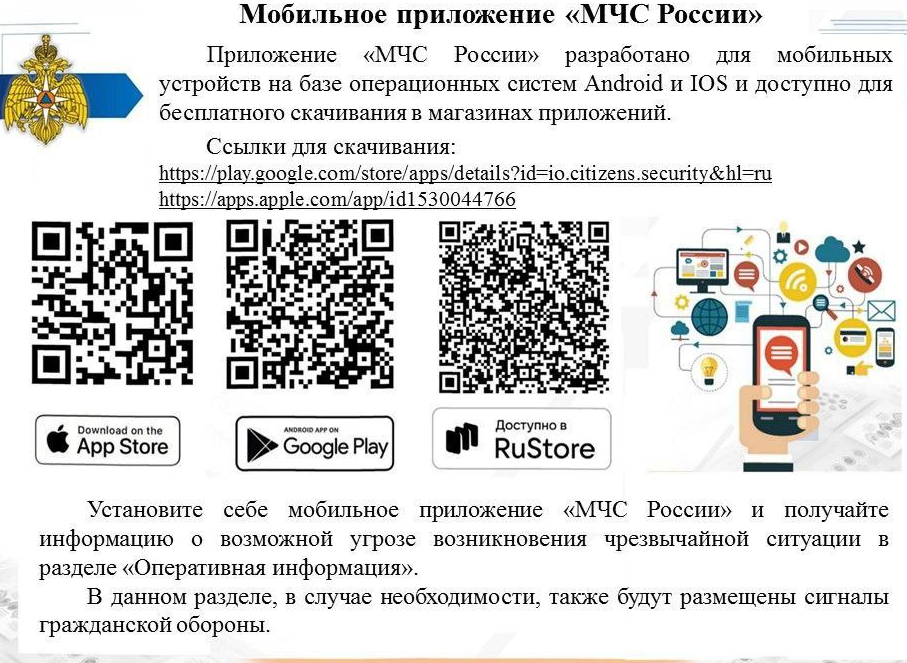 Мобильное приложение «МЧС России»
Приложение «МЧС России» разработано для мобильных
устройств на базе операционных систем Android и IOS и доступно для
бесплатного скачивания в магазинах приложений.
Ссылки для скачивания:
https://play.google.com/store/apps/details?id=io.citizens.security&hl=ru
https://apps.apple.com/app/id1530044766
Download on the
App Store
ANDROID APP ON
Google Play
Доступно в
RuStore
Установите себе мобильное приложение «МЧС России» и получайте
информацию о возможной угрозе возникновения чрезвычайной ситуации в
разделе «Оперативная информация».
В данном разделе, в случае необходимости, также будут размещены сигналы
гражданской обороны.